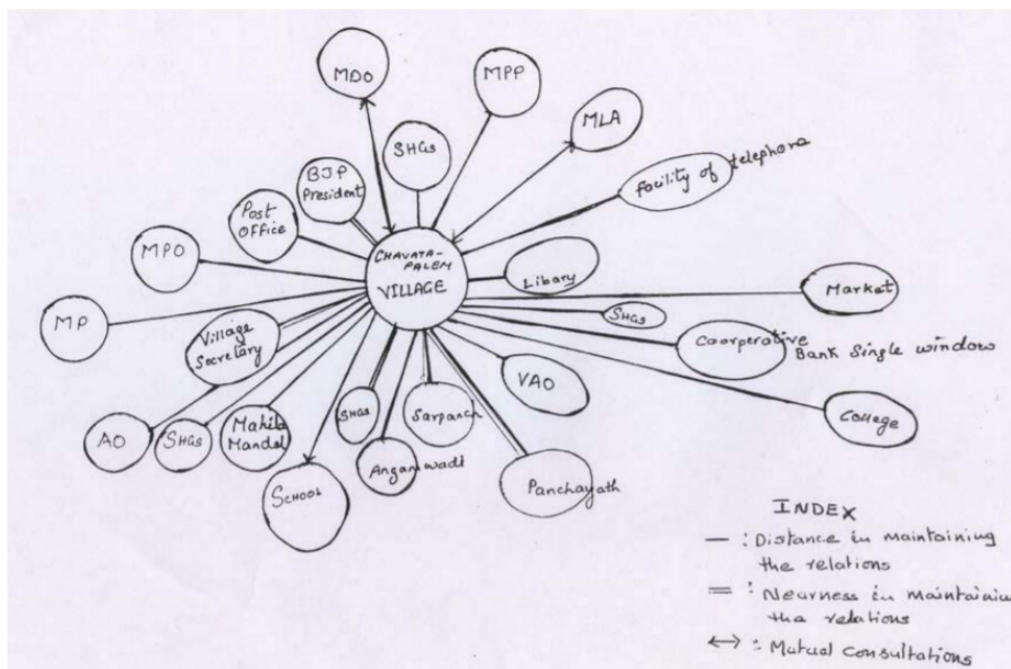 MDO
MPP
MLA
SHGs
Facility of telephone
BJP
President
Post
Office
MPO
CHAVATA-
PALEM
VILLAGE
Libary
Market
MP
Village
Secretary
SHGs
Coorperative
Bank Single window
VAO
College
AO
SHGs
Mahila
Mandal
SHGs
Sarpanch
Anganwadi
SCHOOL
Panchayath
INDEX
— : Distance in maintaining
the relations
= : Nearness in maintaining
the relations
↔ : Mutual consultations